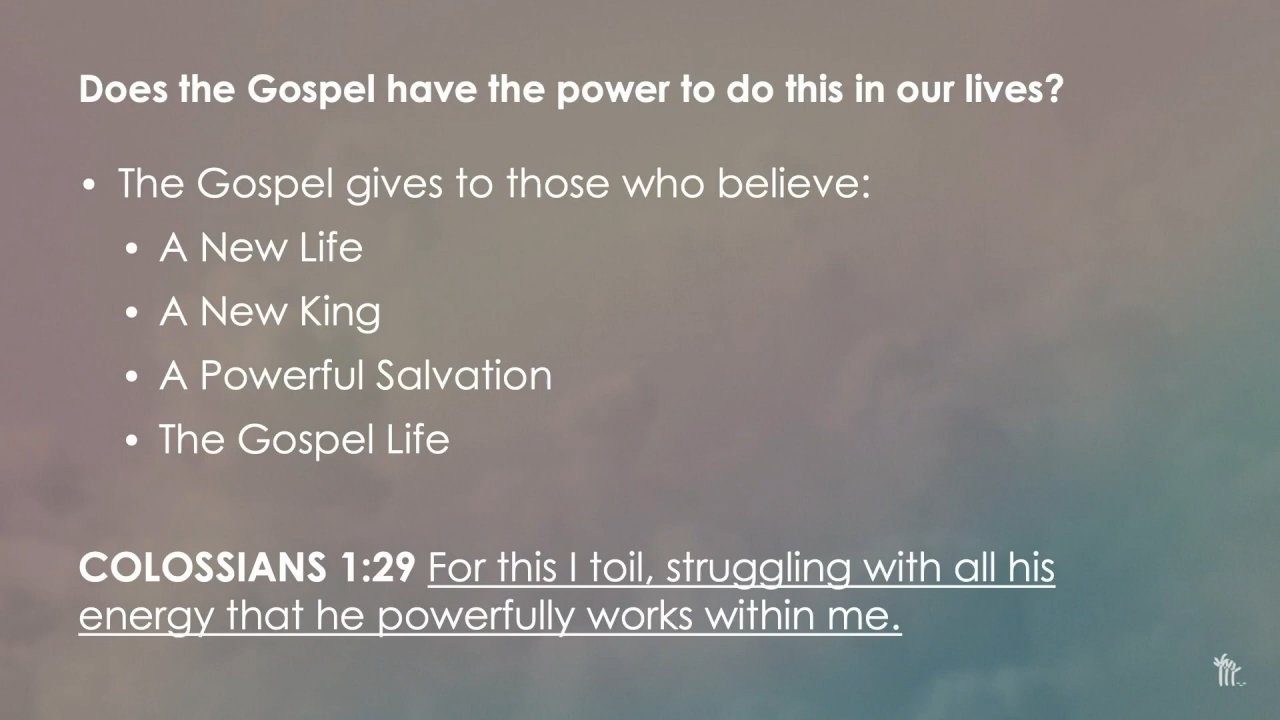 Does the Gospel have the power to do this in our lives?
• The Gospel gives to those who believe:
• A New Life
• A New King
• A Powerful Salvation
• The Gospel Life
COLOSSIANS 1:29 For this I toil, struggling with all his
energy that he powerfully works within me.